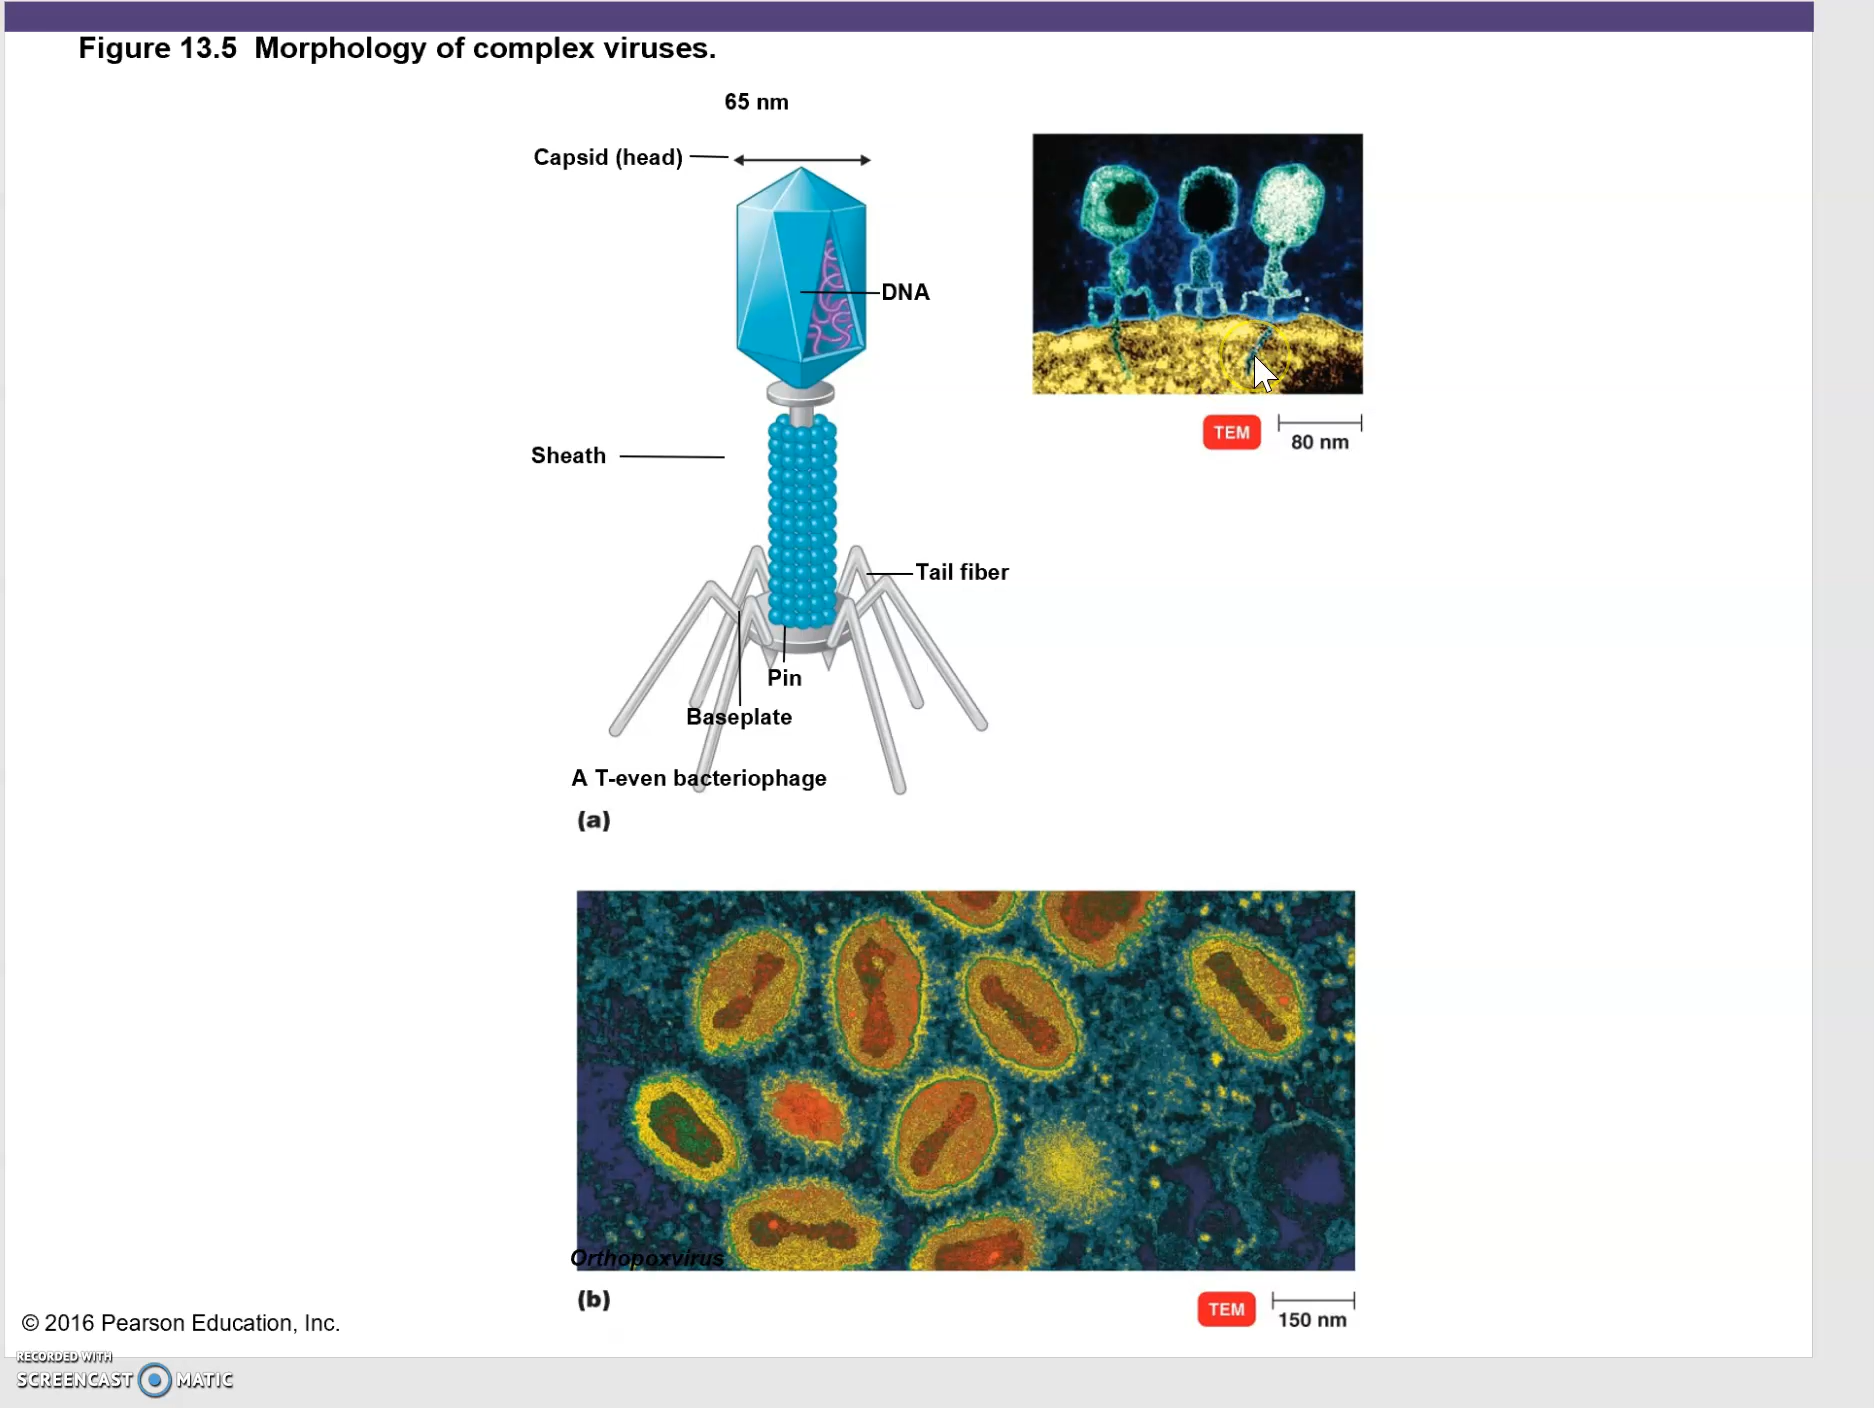 Figure 13.5 Morphology of complex viruses.
65 nm
Capsid (head)
DNA
TEM
80 nm
Sheath
Tail fiber
Pin
Baseplate
A T-even bacteriophage
(a)
Orthopoxvirus
(b)
TEM
150 nm
© 2016 Pearson Education, Inc.
RECORDED WITH
SCREENCAST MATIC